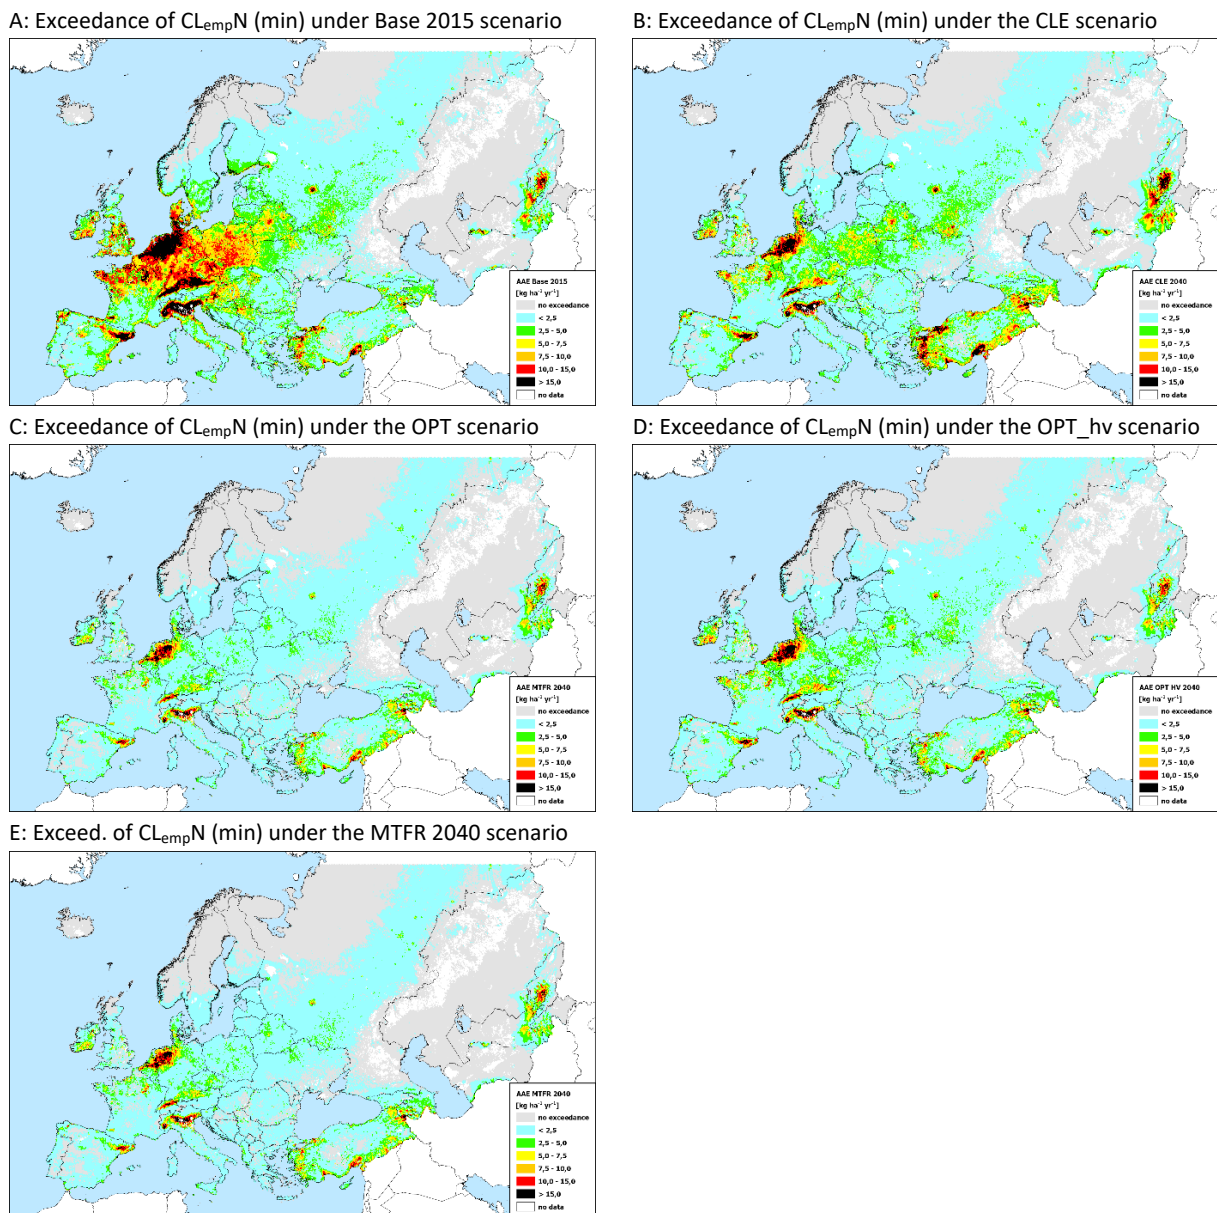 A: Exceedance of CLempN (min) under Base 2015 scenario
B: Exceedance of CLempN (min) under the CLE scenario
AAE Base 2015
[kg ha-1 yr-1]
no exceedance
< 2,5
2,5 - 5,0
5,0 - 7,5
7,5 - 10,0
10,0 - 15,0
> 15,0
no data
AAE CLE 2040
[kg ha-1 yr-1]
no exceedance
< 2,5
2,5 - 5,0
5,0 - 7,5
7,5 - 10,0
10,0 - 15,0
> 15,0
no data
C: Exceedance of CLempN (min) under the OPT scenario
D: Exceedance of CLempN (min) under the OPT_hv scenario
AAE MTFR 2040
[kg ha-1 yr-1]
no exceedance
< 2,5
2,5 - 5,0
5,0 - 7,5
7,5 - 10,0
10,0 - 15,0
> 15,0
no data
AAE OPT HV 2040
[kg ha-1 yr-1]
no exceedance
< 2,5
2,5 - 5,0
5,0 - 7,5
7,5 - 10,0
10,0 - 15,0
> 15,0
no data
E: Exceed. of CLempN (min) under the MTFR 2040 scenario
AAE MTFR 2040
[kg ha-1 yr-1]
no exceedance
< 2,5
2,5 - 5,0
5,0 - 7,5
7,5 - 10,0
10,0 - 15,0
> 15,0
no data